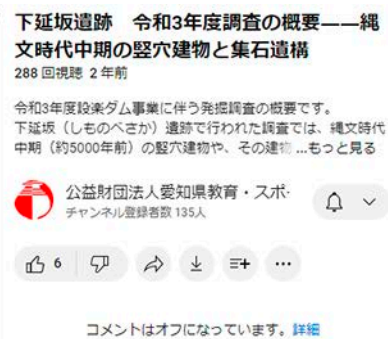 下延坂遺跡　令和3年度調査の概要――縄
文時代中期の竪穴建物と集石遺構
288 回視聴 2 年前
令和3年度設楽ダム事業に伴う発掘調査の概要です。
下延坂（しものべさか）遺跡で行われた調査では、縄文時代
中期（約5000年前）の竪穴建物や、その建物 ...もっと見る
公益財団法人愛知県教育・スポ·
チャンネル登録者数 135人
6
コメントはオフになっています。詳細